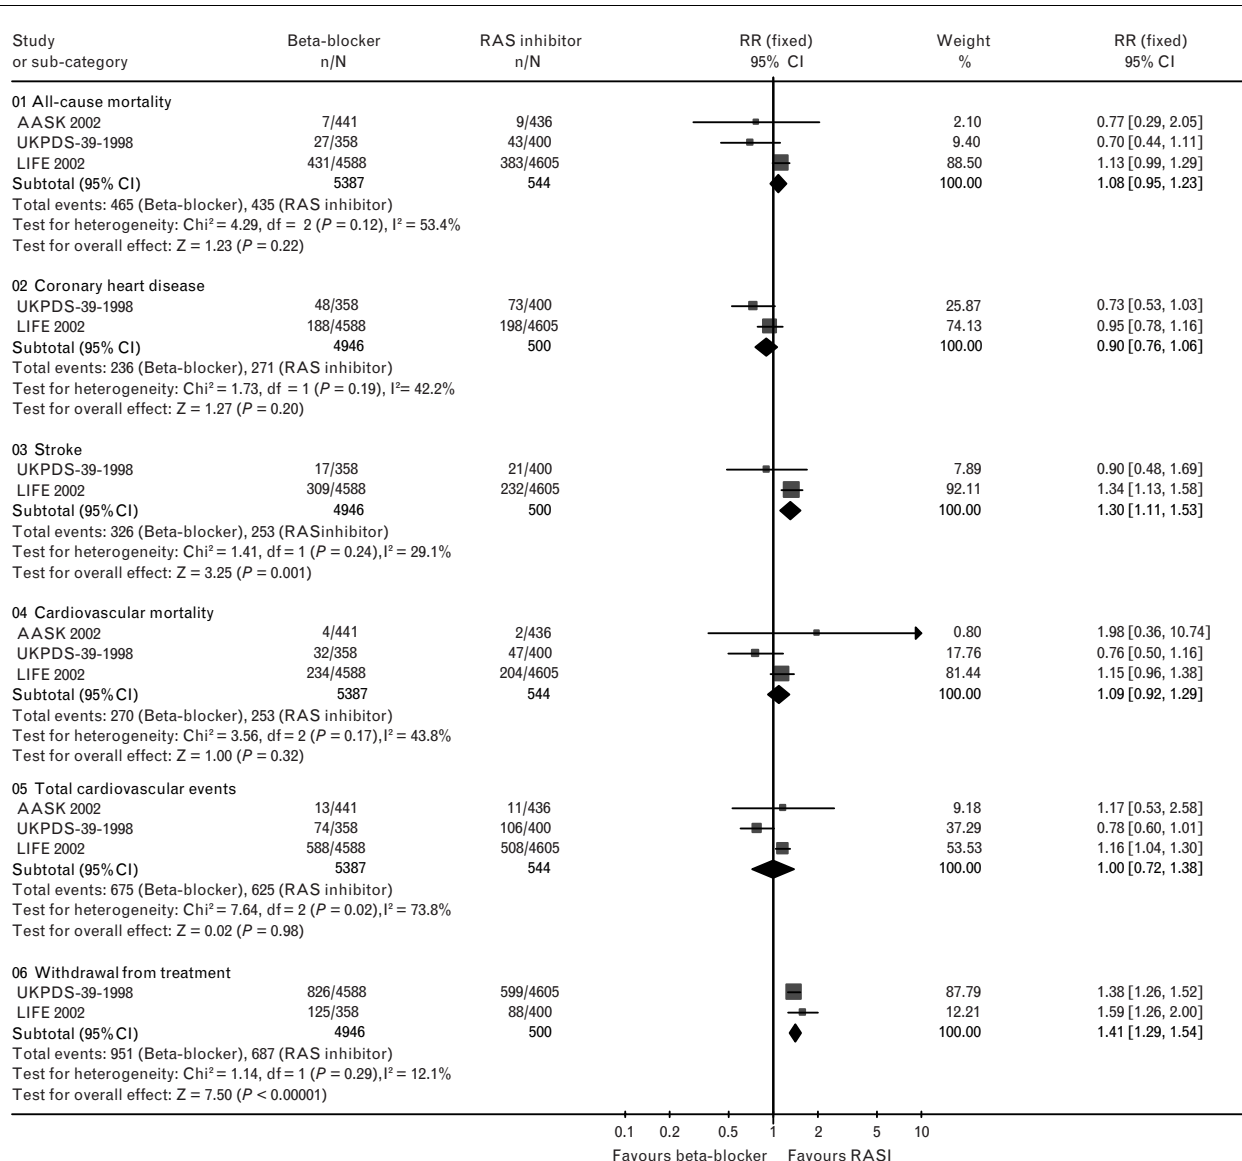 Study Beta-blocker RAS inhibitor RR (fixed) Weight RR (fixed)
or sub-category n/N n/N 95% CI % 95% CI
01 All-cause mortality
AASK 2002 7/441 9/436 2.10 0.77 [0.29, 2.05]
UKPDS-39-1998 27/358 43/400 9.40 0.70 [0.44, 1.11]
LIFE 2002 431/4588 383/4605 88.50 1.13 [0.99, 1.29]
Subtotal (95% CI) 5387 544 100.00 1.08 [0.95, 1.23]
Total events: 465 (Beta-blocker), 435 (RAS inhibitor)
Test for heterogeneity: Chi² = 4.29, df = 2 (P = 0.12), I² = 53.4%
Test for overall effect: Z = 1.23 (P = 0.22)
02 Coronary heart disease
UKPDS-39-1998 48/358 73/400 25.87 0.73 [0.53, 1.03]
LIFE 2002 188/4588 198/4605 74.13 0.95 [0.78, 1.16]
Subtotal (95% CI) 4946 500 100.00 0.90 [0.76, 1.06]
Total events: 236 (Beta-blocker), 271 (RAS inhibitor)
Test for heterogeneity: Chi² = 1.73, df = 1 (P = 0.19), I² = 42.2%
Test for overall effect: Z = 1.27 (P = 0.20)
03 Stroke
UKPDS-39-1998 17/358 21/400 7.89 0.90 [0.48, 1.69]
LIFE 2002 309/4588 232/4605 92.11 1.34 [1.13, 1.58]
Subtotal (95%CI) 4946 500 100.00 1.30 [1.11, 1.53]
Total events: 326 (Beta-blocker), 253 (RASinhibitor)
Test for heterogeneity: Chi² = 1.41, df = 1 (P = 0.24), I² = 29.1%
Test for overall effect: Z = 3.25 (P = 0.001)
04 Cardiovascular mortality
AASK 2002 4/441 2/436 0.80 1.98 [0.36, 10.74]
UKPDS-39-1998 32/358 47/400 17.76 0.76 [0.50, 1.16]
LIFE 2002 234/4588 204/4605 81.44 1.15 [0.96, 1.38]
Subtotal (95%CI) 5387 544 100.00 1.09 [0.92, 1.29]
Total events: 270 (Beta-blocker), 253 (RAS inhibitor)
Test for heterogeneity: Chi² = 3.56, df = 2 (P = 0.17), I² = 43.8%
Test for overall effect: Z = 1.00 (P = 0.32)
05 Total cardiovascular events
AASK 2002 13/441 11/436 9.18 1.17 [0.53, 2.58]
UKPDS-39-1998 74/358 106/400 37.29 0.78 [0.60, 1.01]
LIFE 2002 588/4588 508/4605 53.53 1.16 [1.04, 1.30]
Subtotal (95%CI) 5387 544 100.00 1.00 [0.72, 1.38]
Total events: 675 (Beta-blocker), 625 (RAS inhibitor)
Test for heterogeneity: Chi² = 7.64, df = 2 (P = 0.02), I² = 73.8%
Test for overall effect: Z = 0.02 (P = 0.98)
06 Withdrawal from treatment
UKPDS-39-1998 826/4588 599/4605 87.79 1.38 [1.26, 1.52]
LIFE 2002 125/358 88/400 12.21 1.59 [1.26, 2.00]
Subtotal (95%CI) 4946 500 100.00 1.41 [1.29, 1.54]
Total events: 951 (Beta-blocker), 687 (RAS inhibitor)
Test for heterogeneity: Chi² = 1.14, df = 1 (P = 0.29), I² = 12.1%
Test for overall effect: Z = 7.50 (P < 0.00001)
0.1 0.2 0.5 1 2 5 10
Favours beta-blocker Favours RASI